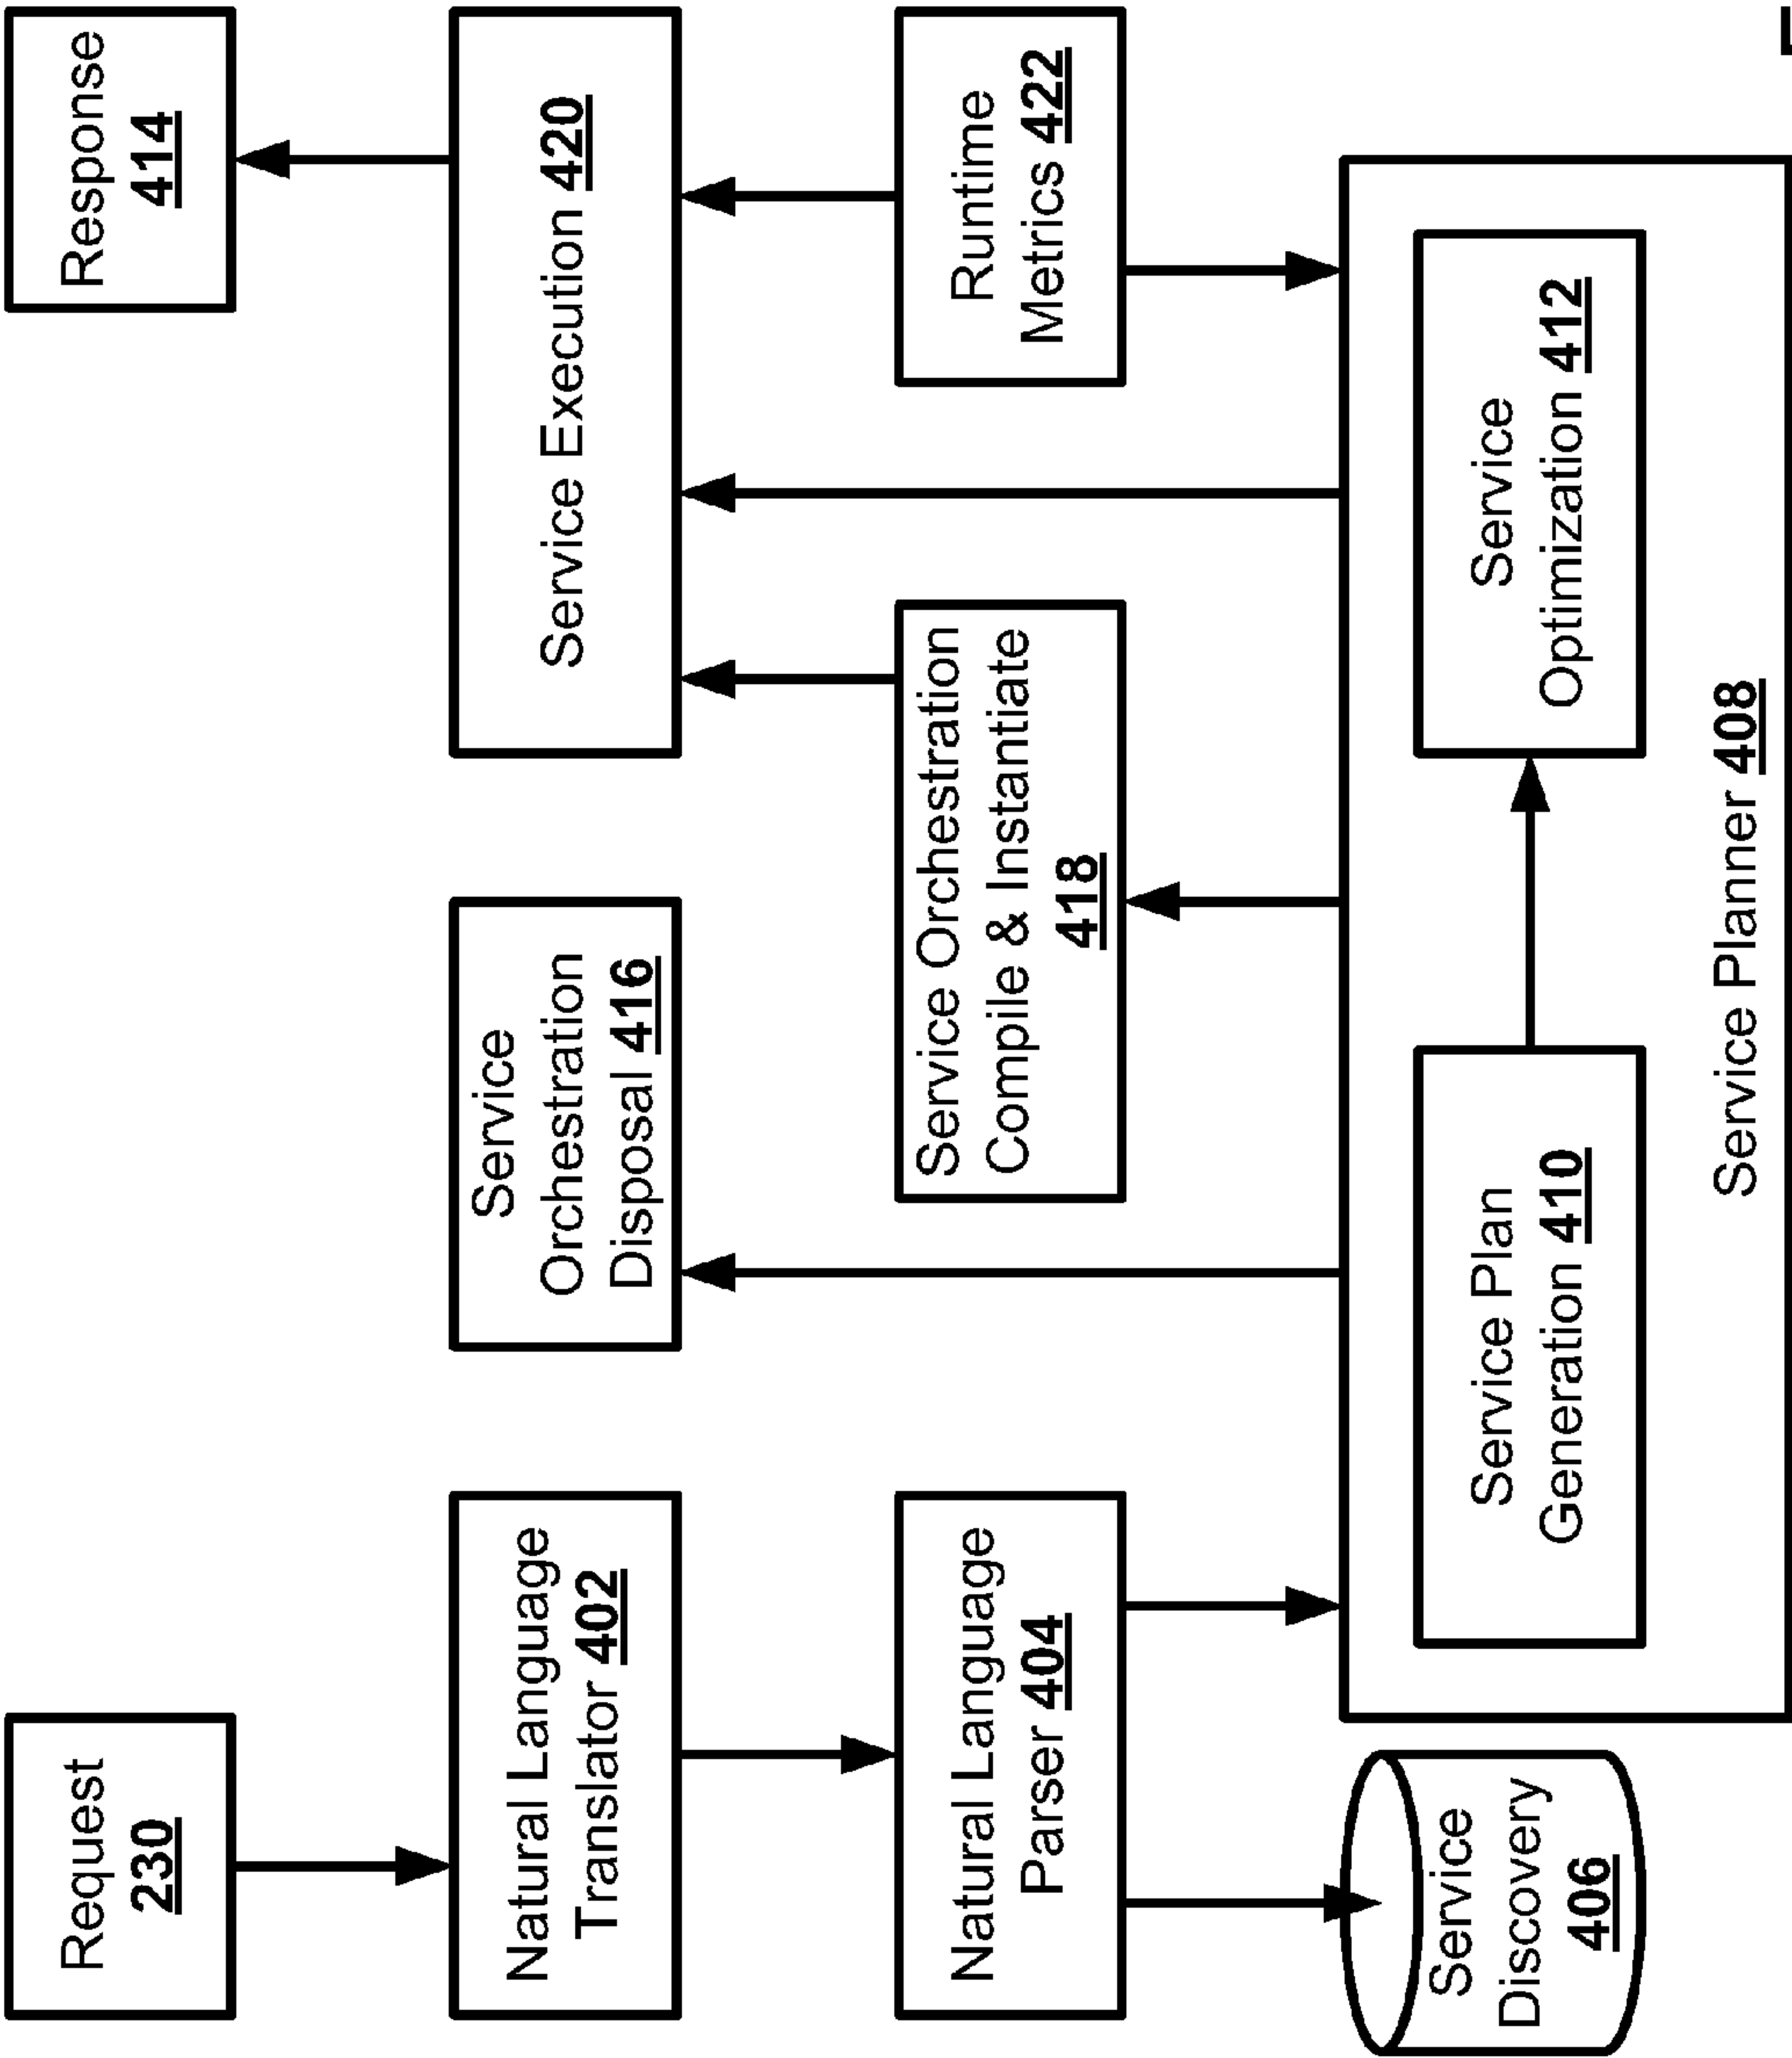 Request
230
Response
414
Natural Language
Translator 402
Service
Orchestration
Disposal 416
Service Execution 420
Natural Language
Parser 404
Service Orchestration
Compile & Instantiate
418
Runtime
Metrics 422
Service
Discovery
406
Service Plan
Generation 410
Service
Optimization 412
Service Planner 408